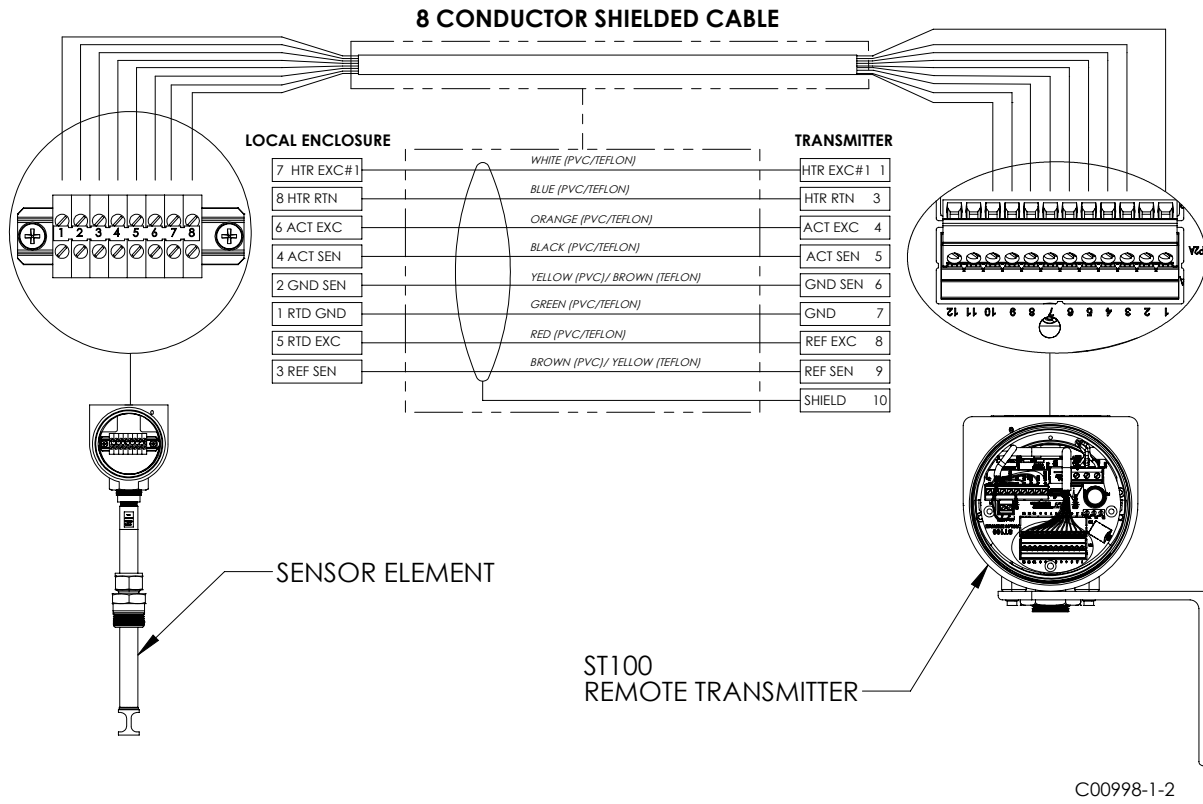 8 CONDUCTOR SHIELDED CABLE
LOCAL ENCLOSURE
TRANSMITTER
7 HTR EXC#1
WHITE (PVC/TEFLON)
HTR EXC#1 1
8 HTR RTN
BLUE (PVC/TEFLON)
HTR RTN 3
6 ACT EXC
ORANGE (PVC/TEFLON)
ACT EXC 4
4 ACT SEN
BLACK (PVC/TEFLON)
ACT SEN 5
2 GND SEN
YELLOW (PVC)/ BROWN (TEFLON)
GND SEN 6
1 RTD GND
GREEN (PVC/TEFLON)
GND 7
5 RTD EXC
RED (PVC/TEFLON)
REF EXC 8
3 REF SEN
BROWN (PVC)/ YELLOW (TEFLON)
REF SEN 9
SHIELD 10
1 2 3 4 5 6 7 8
P2A
12 11 10 9 8 7 6 5 4 3 2 1
ST100
SENSOR ELEMENT
ST100
REMOTE TRANSMITTER
C00998-1-2